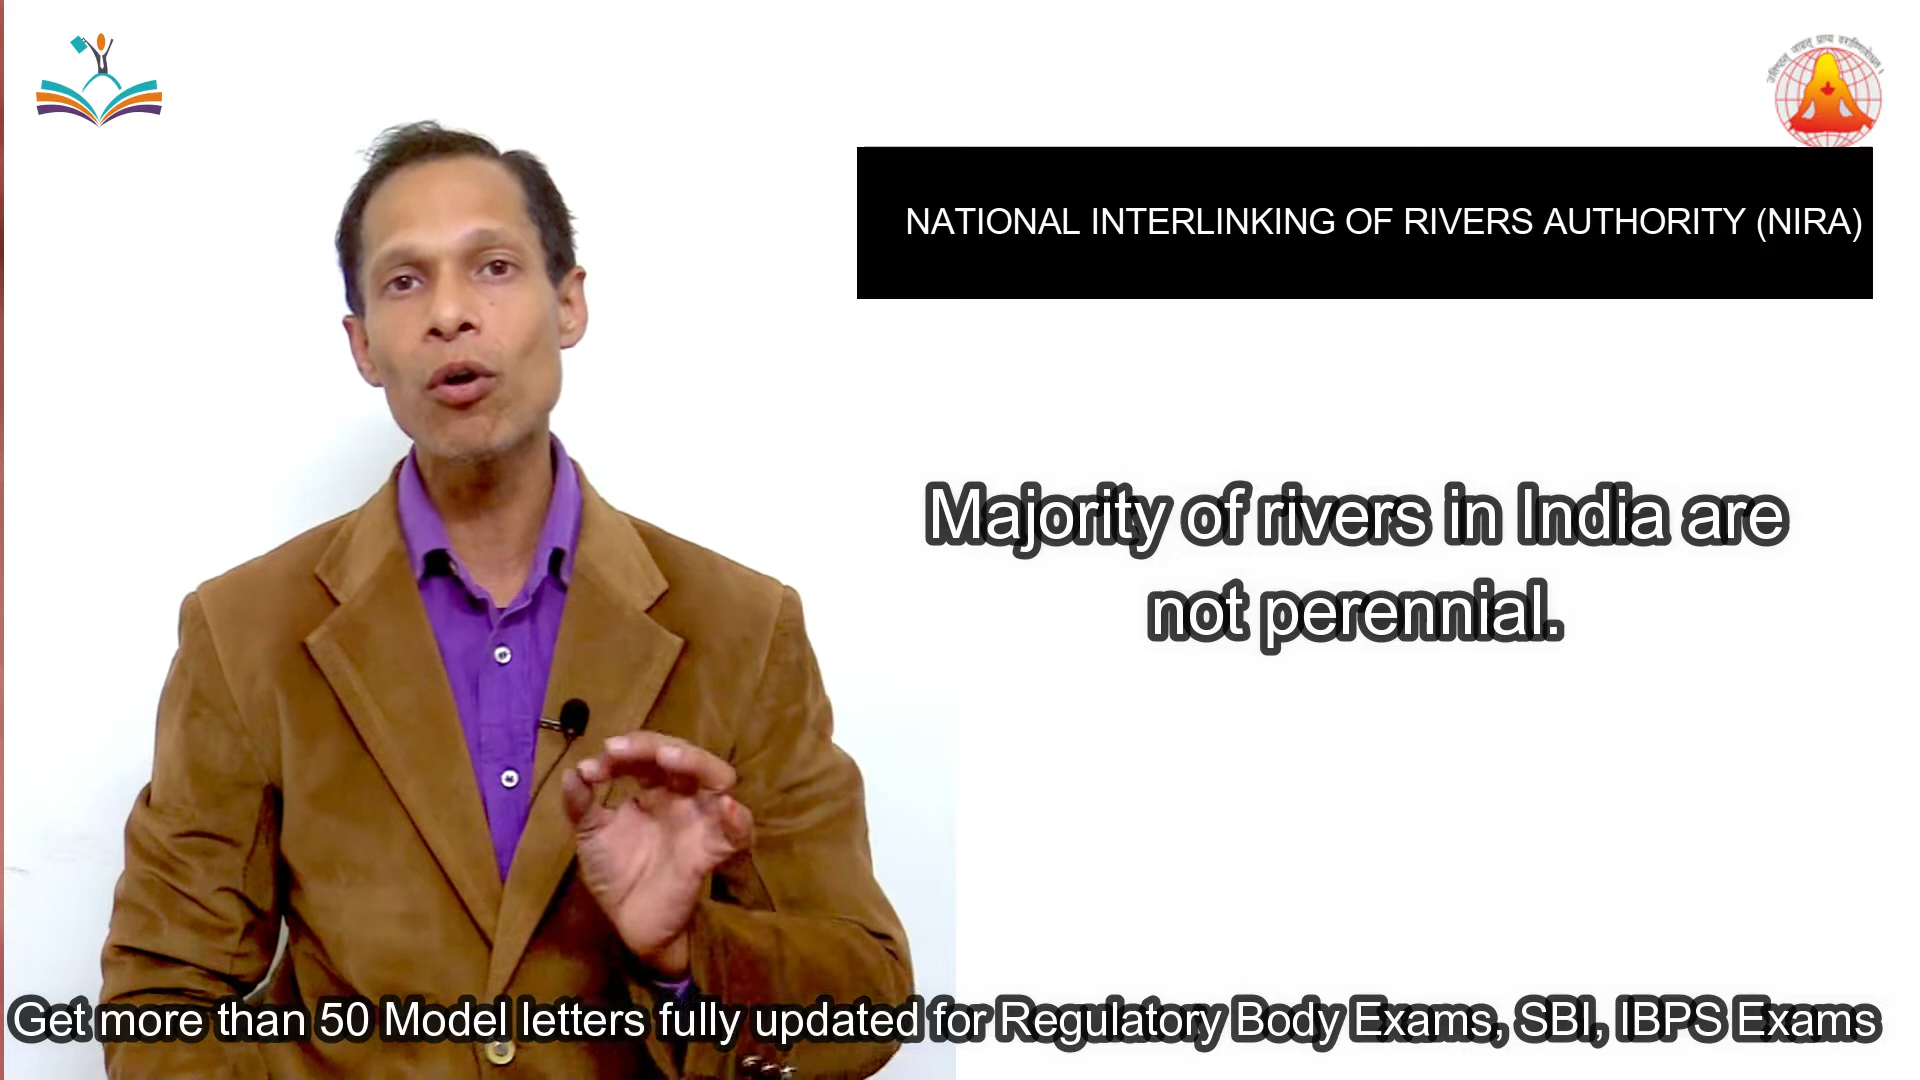 NATIONAL INTERLINKING OF RIVERS AUTHORITY (NIRA)
Majority of rivers in India are
not perennial.
Get more than 50 Model letters fully updated for Regulatory Body Exams, SBI, IBPS Exams